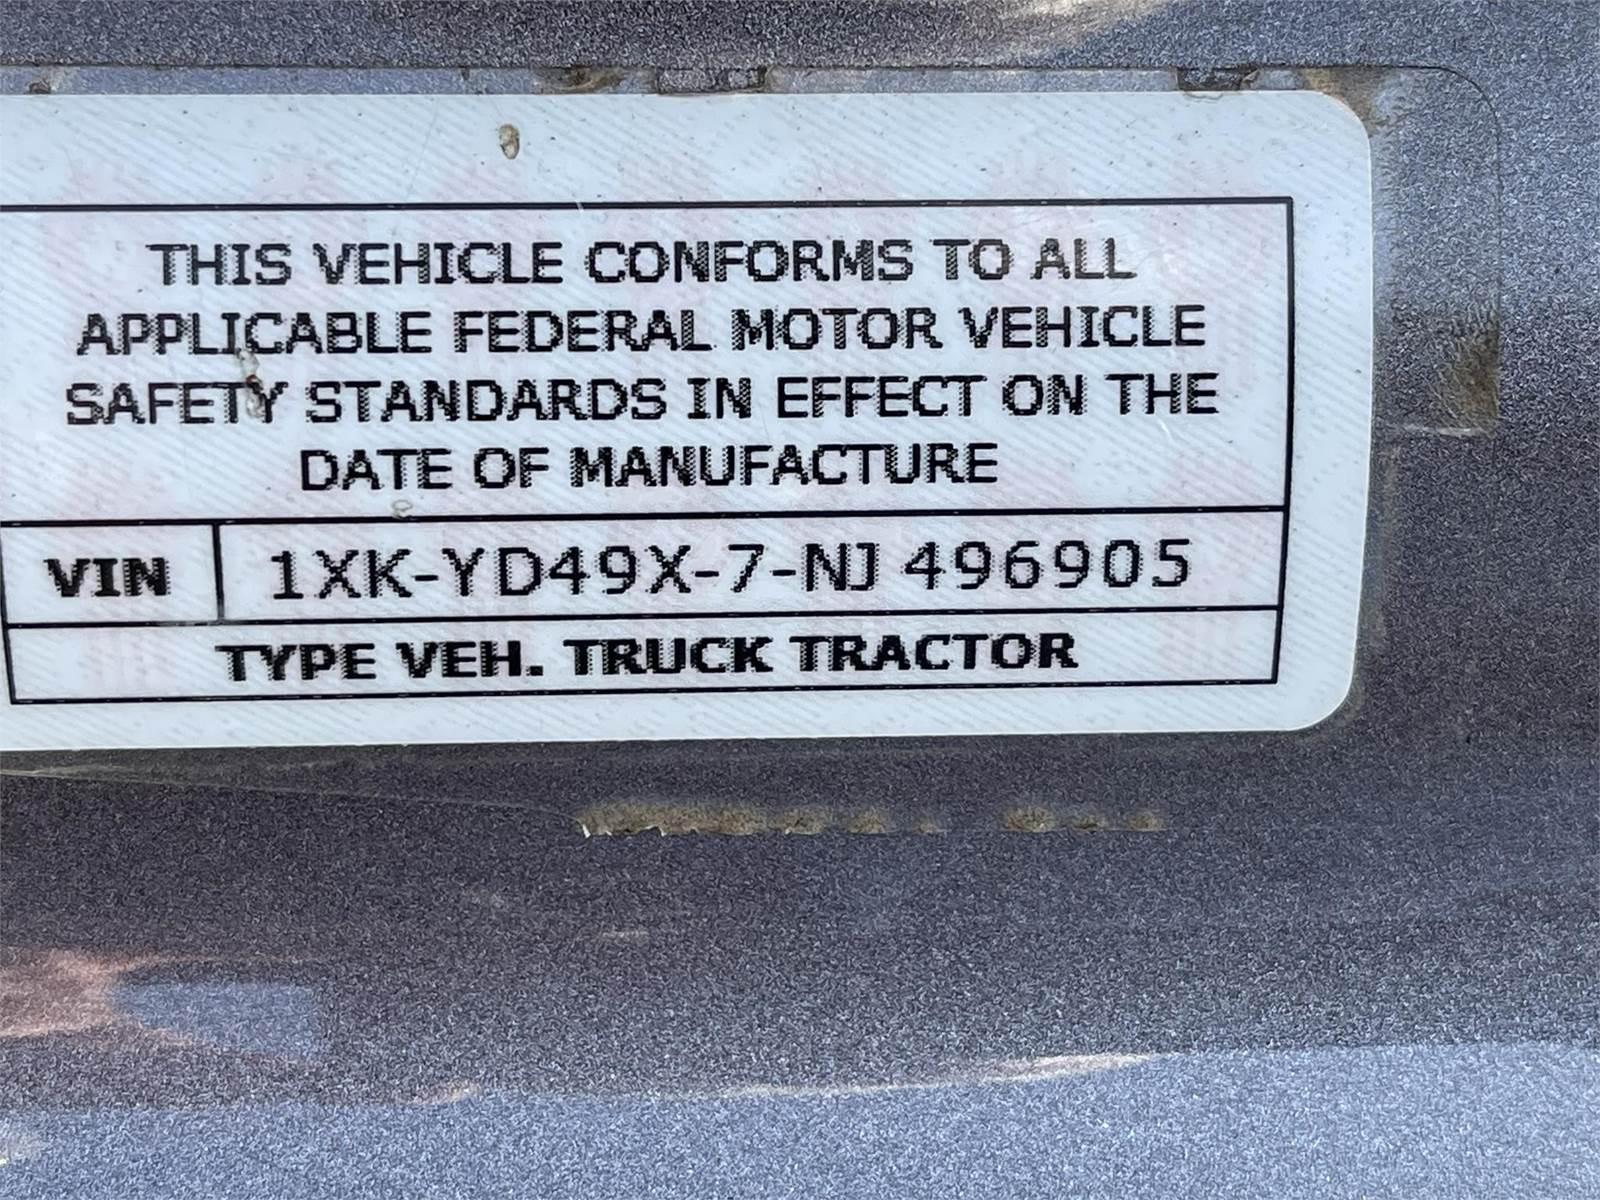 THIS VEHICLE CONFORMS TO ALL
APPLICABLE FEDERAL MOTOR VEHICLE
SAFETY STANDARDS IN EFFECT ON THE
DATE OF MANUFACTURE
VIN 1XK-YD49X-7-NJ 496905
TYPE VEH. TRUCK TRACTOR